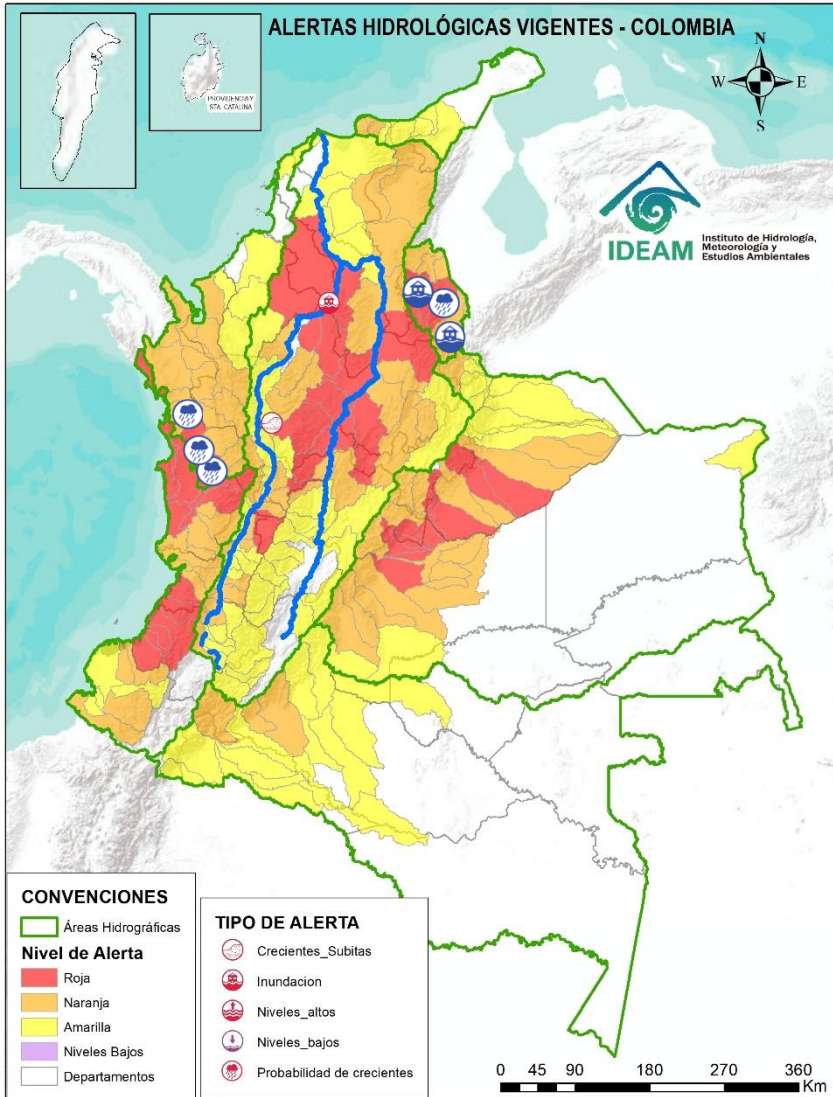 ALERTAS HIDROLÓGICAS VIGENTES - COLOMBIA
PROVIDENCIA Y
STA. CATALINA
N
W
E
S
IDEAM
Instituto de Hidrología,
Meteorología y
Estudios Ambientales
CONVENCIONES
Áreas Hidrográficas
Nivel de Alerta
Roja
Naranja
Amarilla
Niveles Bajos
Departamentos
TIPO DE ALERTA
Crecientes_Subitas
Inundacion
Niveles_altos
Niveles_bajos
Probabilidad de crecientes
0 45 90 180 270 360
Km